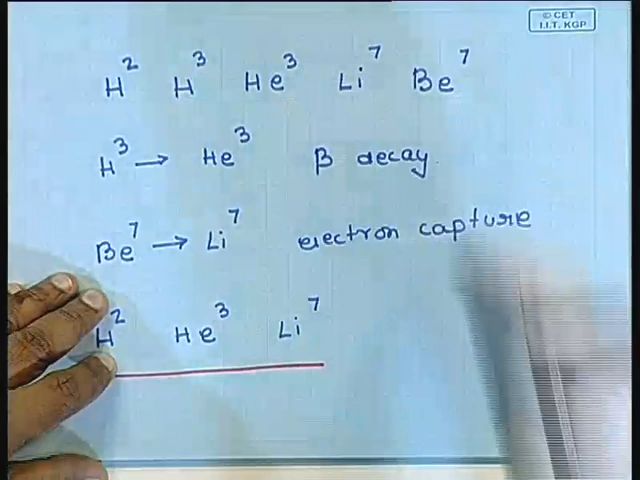 © CET
I.I.T. KGP
H² H³ He³ Li⁷ Be⁷
H³ → He³ β decay.
Be⁷ → Li⁷ electron capture
H² He³ Li⁷